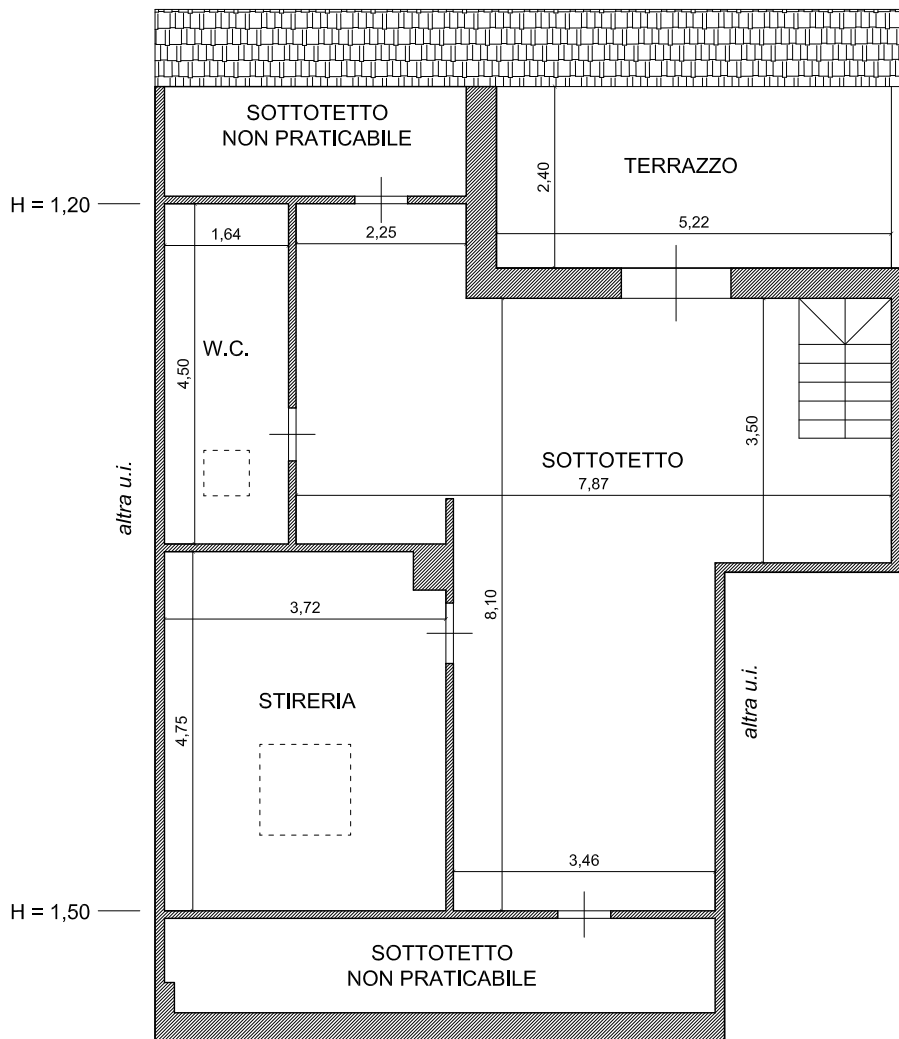 SOTTOTETTO
NON PRATICABILE
TERRAZZO
2,40
H = 1,20
1,64
2,25
5,22
W.C.
4,50
3,50
SOTTOTETTO
7,87
altra u.i.
3,72
8,10
STIRERIA
altra u.i.
4,75
3,46
H = 1,50
SOTTOTETTO
NON PRATICABILE